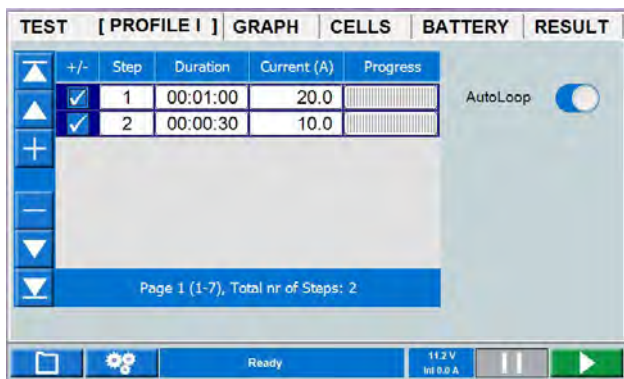 TEST [ PROFILE I ] GRAPH CELLS BATTERY RESULT
+/- Step Duration Current (A) Progress
1 00:01:00 20.0
AutoLoop
2 00:00:30 10.0
Page 1 (1-7), Total nr of Steps: 2
Ready
11.2 V
Int 0.0 A